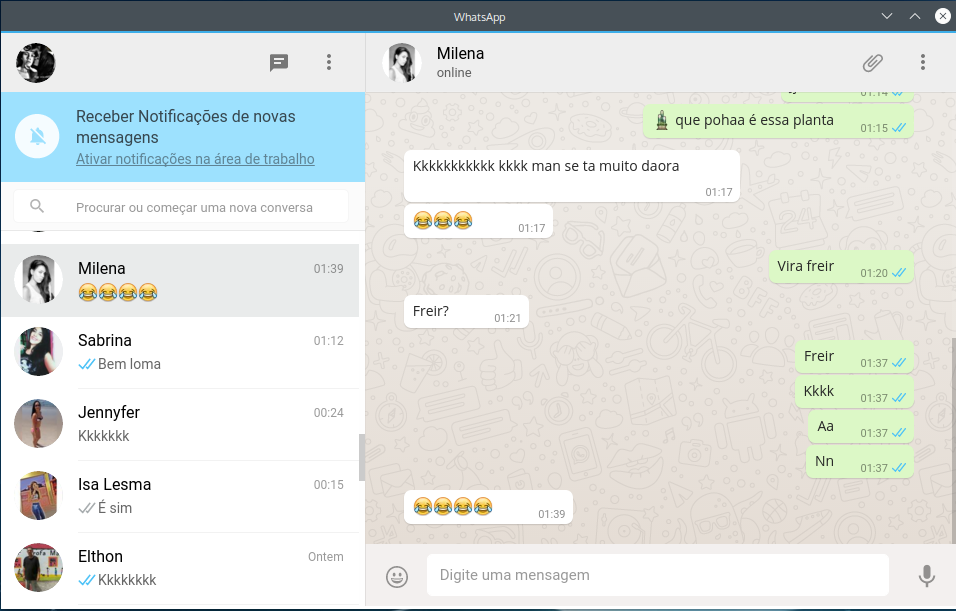 WhatsApp
Receber Notificações de novas
mensagens
Ativar notificações na área de trabalho
Procurar ou começar uma nova conversa
Milena 01:39
😂😂😂😂
Sabrina 01:12
Bem loma
Jennyfer 00:24
Kkkkkkk
Isa Lesma 00:15
É sim
Elthon Ontem
Kkkkkkkk
Milena
online
01:14
🎍 que pohaa é essa planta 01:15
Kkkkkkkkkkk kkkk man se ta muito daora
01:17
😂😂😂 01:17
Vira freir 01:20
Freir? 01:21
Freir 01:37
Kkkk 01:37
Aa 01:37
Nn 01:37
😂😂😂😂 01:39
Digite uma mensagem